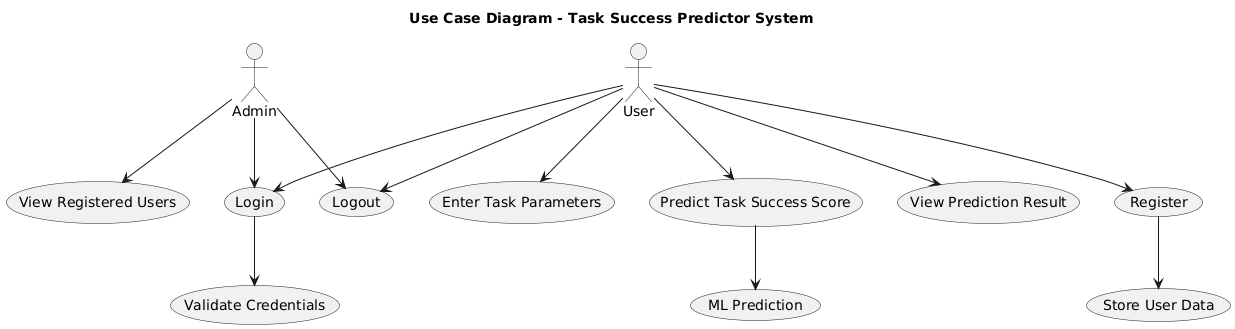 Use Case Diagram - Task Success Predictor System
Admin
User
View Registered Users
Login
Logout
Enter Task Parameters
Predict Task Success Score
View Prediction Result
Register
Validate Credentials
ML Prediction
Store User Data